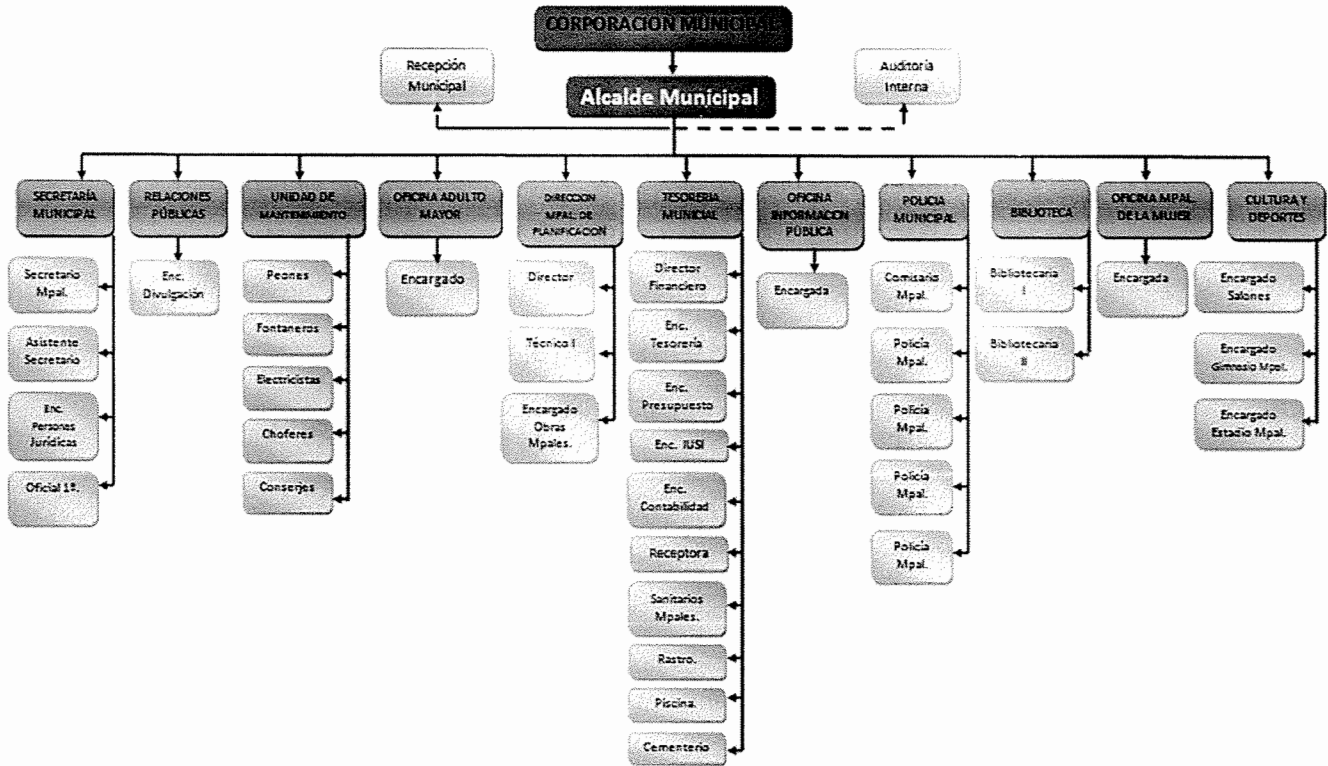 CORPORACION MUNICIPAL
Recepción
Municipal
Auditoría
Interna
Alcalde Municipal
SECRETARÍA
MUNICIPAL
Secretario
Mpal.
Asistente
Secretario
Enc.
Personas
Jurídicas
Oficial 1º.
RELACIONES
PÚBLICAS
Enc.
Divulgación
UNIDAD DE
MANTENIMIENTO
Peones
Fontaneros
Electricistas
Choferes
Conserjes
OFICINA ADULTO
MAYOR
Encargado
DIRECCION
MPAL. DE
PLANIFICACION
Director
Técnico I
Encargado
Obras
Mpales.
TESORERIA
MUNICIAL
Director
Financiero
Enc.
Tesorería
Enc.
Presupuesto
Enc. IUSI
Enc.
Contabilidad
Receptora
Sanitarios
Mpales.
Rastro.
Piscina.
Cementerio
OFICINA
INFORMACION
PÚBLICA
Encargada
POLICIA
MUNICIPAL
Comisario
Mpal.
Policía
Mpal.
Policía
Mpal.
Policía
Mpal.
Policía
Mpal.
BIBLIOTECA
Bibliotecaria
I
Bibliotecaria
II
OFICINA MPAL.
DE LA MUJER
Encargada
CULTURA Y
DEPORTES
Encargado
Salones
Encargado
Gimnasio Mpal.
Encargado
Estadio Mpal.